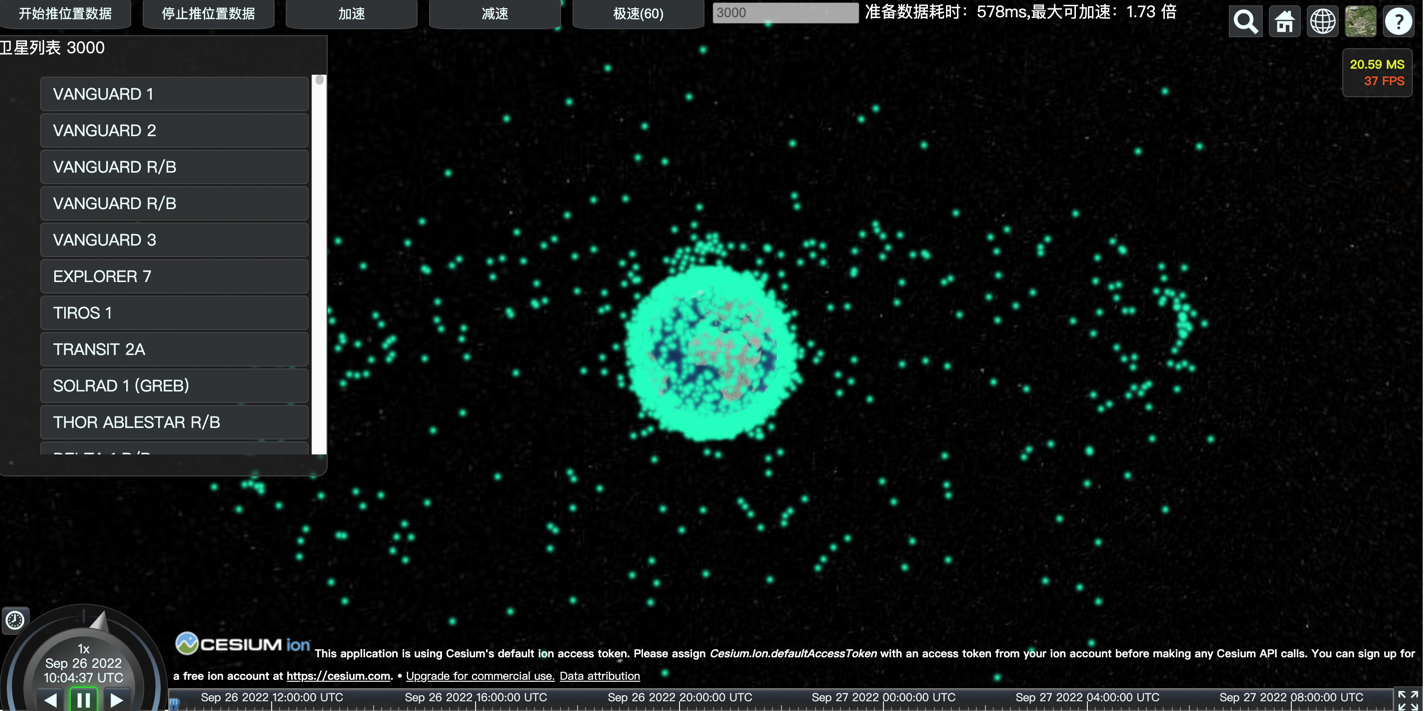 开始推位置数据
停止推位置数据
加速
减速
极速(60)
3000
准备数据耗时：578ms,最大可加速：1.73 倍
?
卫星列表 3000
20.59 MS
37 FPS
VANGUARD 1
VANGUARD 2
VANGUARD R/B
VANGUARD R/B
VANGUARD 3
EXPLORER 7
TIROS 1
TRANSIT 2A
SOLRAD 1 (GREB)
THOR ABLESTAR R/B
1x
Sep 26 2022
10:04:37 UTC
CESIUM ion
This application is using Cesium's default ion access token. Please assign Cesium.Ion.defaultAccessToken with an access token from your ion account before making any Cesium API calls. You can sign up for
a free ion account at https://cesium.com. • Upgrade for commercial use. Data attribution
Sep 26 2022 12:00:00 UTC
Sep 26 2022 16:00:00 UTC
Sep 26 2022 20:00:00 UTC
Sep 27 2022 00:00:00 UTC
Sep 27 2022 04:00:00 UTC
Sep 27 2022 08:00:00 UTC